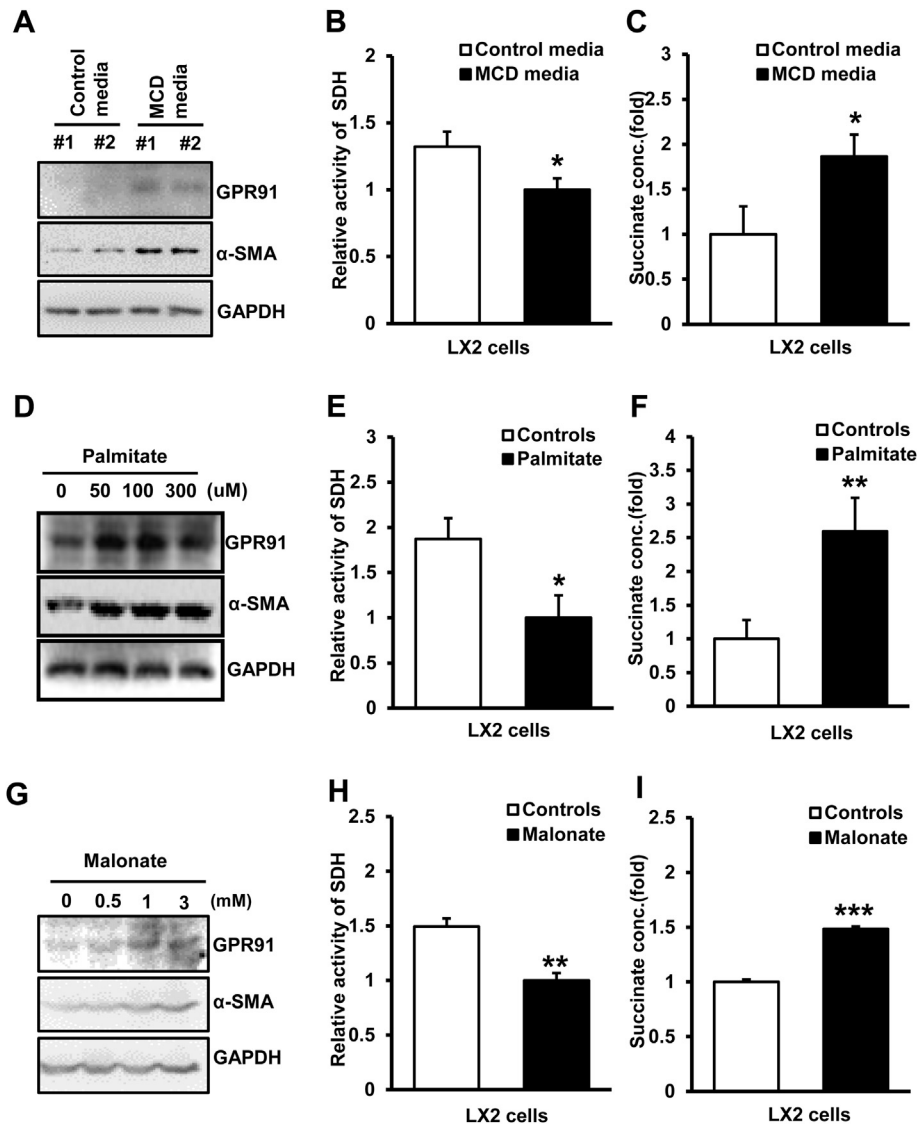 A
Control media
MCD media
#1 #2 #1 #2
GPR91
α-SMA
GAPDH
B
Control media
MCD media
Relative activity of SDH
2
1.5
*
1
0.5
0
LX2 cells
C
Control media
MCD media
Succinate conc.(fold)
3
2.5
2
*
1.5
1
0.5
0
LX2 cells
D
Palmitate
0 50 100 300 (uM)
GPR91
α-SMA
GAPDH
E
Controls
Palmitate
Relative activity of SDH
3
2
*
1
0
LX2 cells
F
Controls
Palmitate
Succinate conc.(fold)
4
3.5
3
**
2.5
2
1.5
1
0.5
0
LX2 cells
G
Malonate
0 0.5 1 3 (mM)
GPR91
α-SMA
GAPDH
H
Controls
Malonate
Relative activity of SDH
2.5
2
1.5
**
1
0.5
0
LX2 cells
I
Controls
Malonate
Succinate conc.(fold)
2.5
2
***
1.5
1
0.5
0
LX2 cells